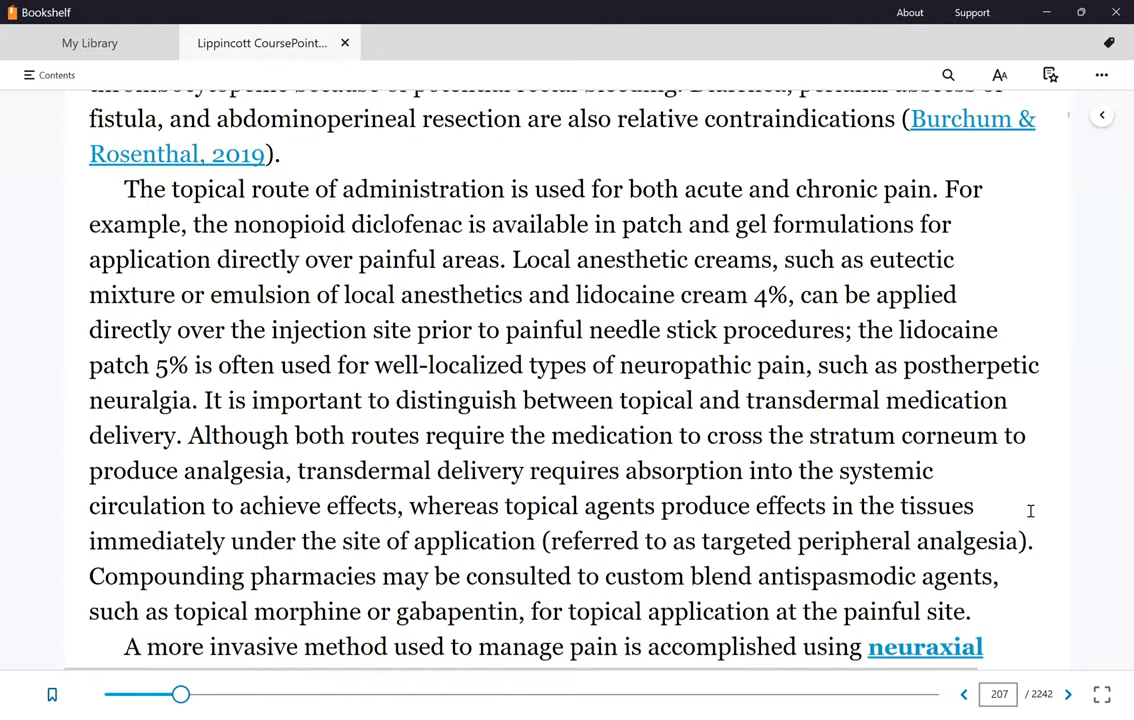 Bookshelf
About
Support
My Library
Lippincott CoursePoint...
Contents
thrombocytopenic because of potential rectal bleeding. Diarrhea, perianal abscess or
fistula, and abdominoperineal resection are also relative contraindications (Burchum &
Rosenthal, 2019).
The topical route of administration is used for both acute and chronic pain. For
example, the nonopioid diclofenac is available in patch and gel formulations for
application directly over painful areas. Local anesthetic creams, such as eutectic
mixture or emulsion of local anesthetics and lidocaine cream 4%, can be applied
directly over the injection site prior to painful needle stick procedures; the lidocaine
patch 5% is often used for well-localized types of neuropathic pain, such as postherpetic
neuralgia. It is important to distinguish between topical and transdermal medication
delivery. Although both routes require the medication to cross the stratum corneum to
produce analgesia, transdermal delivery requires absorption into the systemic
circulation to achieve effects, whereas topical agents produce effects in the tissues
immediately under the site of application (referred to as targeted peripheral analgesia).
Compounding pharmacies may be consulted to custom blend antispasmodic agents,
such as topical morphine or gabapentin, for topical application at the painful site.
A more invasive method used to manage pain is accomplished using neuraxial
207 / 2242